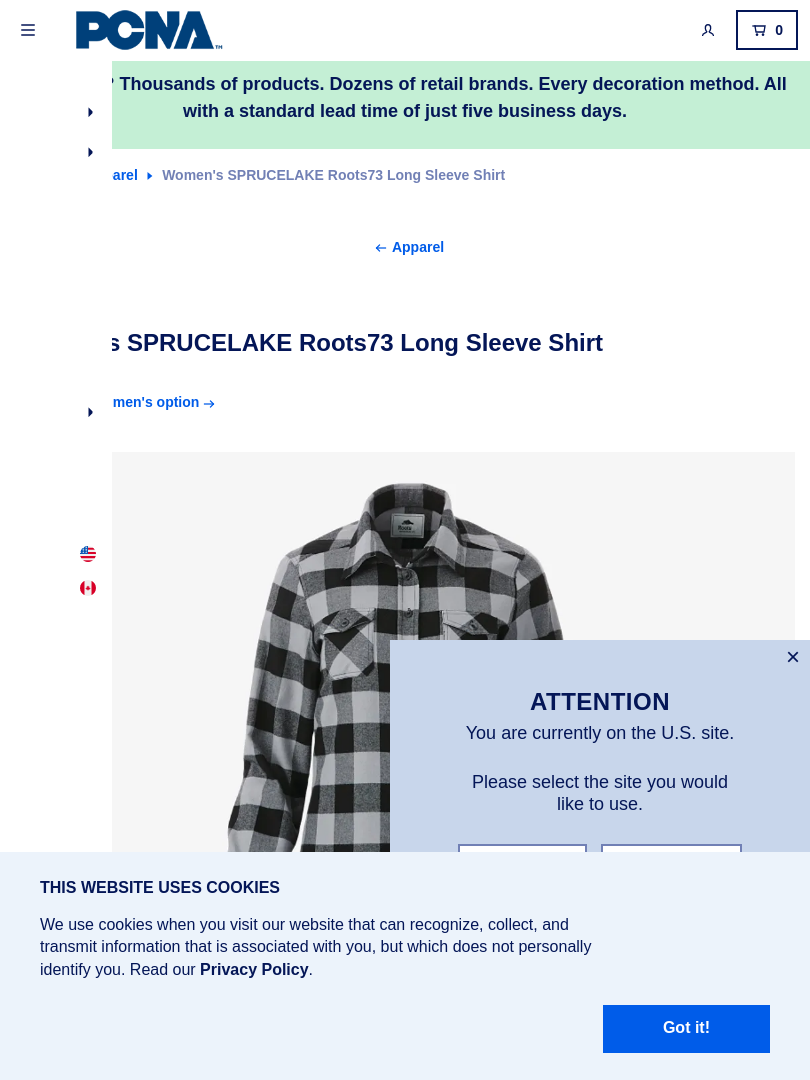 PCNA™
0
? Thousands of products. Dozens of retail brands. Every decoration method. All
with a standard lead time of just five business days.
arel Women's SPRUCELAKE Roots73 Long Sleeve Shirt
Apparel
s SPRUCELAKE Roots73 Long Sleeve Shirt
men's option
Roots
ATTENTION
You are currently on the U.S. site.
Please select the site you would
like to use.
THIS WEBSITE USES COOKIES
We use cookies when you visit our website that can recognize, collect, and
transmit information that is associated with you, but which does not personally
identify you. Read our Privacy Policy.
Got it!